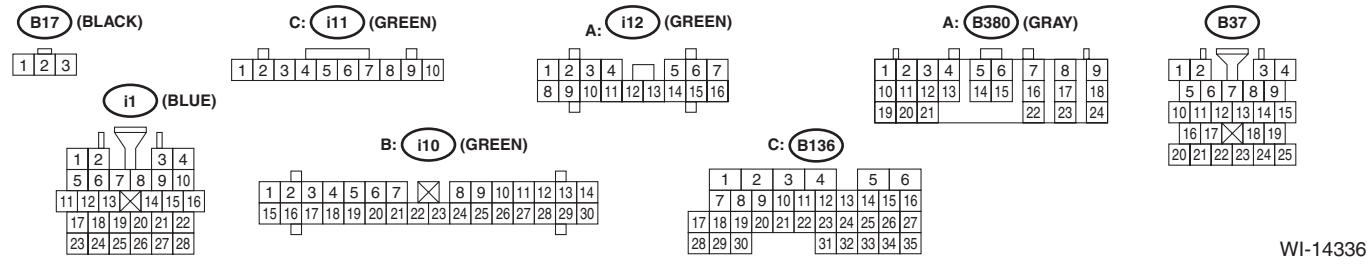 B17 (BLACK)
1 2 3
C: i11 (GREEN)
1 2 3 4 5 6 7 8 9 10
A: i12 (GREEN)
1 2 3 4 5 6 7
8 9 10 11 12 13 14 15 16
A: B380 (GRAY)
1 2 3 4 5 6 7 8 9
10 11 12 13 14 15 16 17 18
19 20 21 22 23 24
B37
1 2 3 4
5 6 7 8 9
10 11 12 13 14 15
16 17 18 19
20 21 22 23 24 25
i1 (BLUE)
1 2 3 4
5 6 7 8 9 10
11 12 13 14 15 16
17 18 19 20 21 22
23 24 25 26 27 28
B: i10 (GREEN)
1 2 3 4 5 6 7 8 9 10 11 12 13 14
15 16 17 18 19 20 21 22 23 24 25 26 27 28 29 30
C: B136
1 2 3 4 5 6
7 8 9 10 11 12 13 14 15 16
17 18 19 20 21 22 23 24 25 26 27
28 29 30 31 32 33 34 35
WI-14336